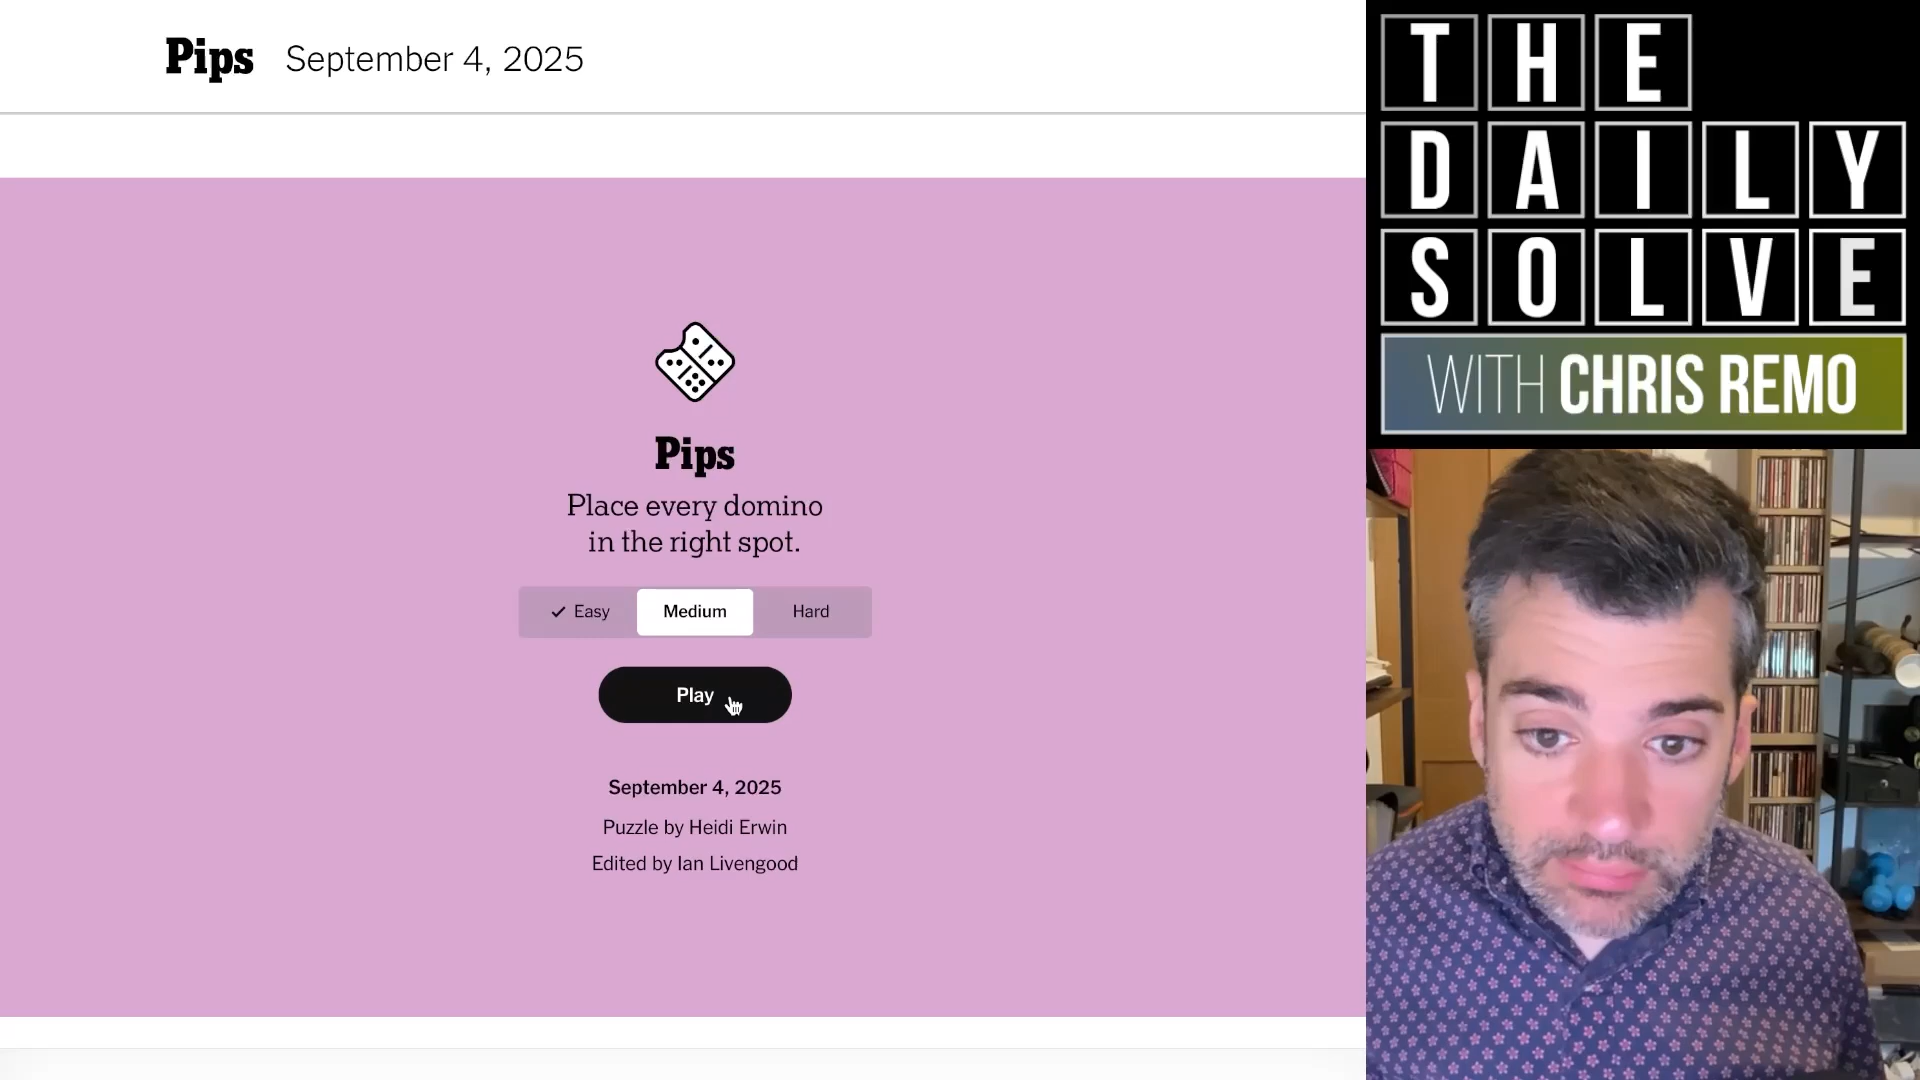 Pips September 4, 2025
Pips
Place every domino
in the right spot.
Easy Medium Hard
Play
September 4, 2025
Puzzle by Heidi Erwin
Edited by Ian Livengood
THE
DAILY
SOLVE
WITH CHRIS REMO